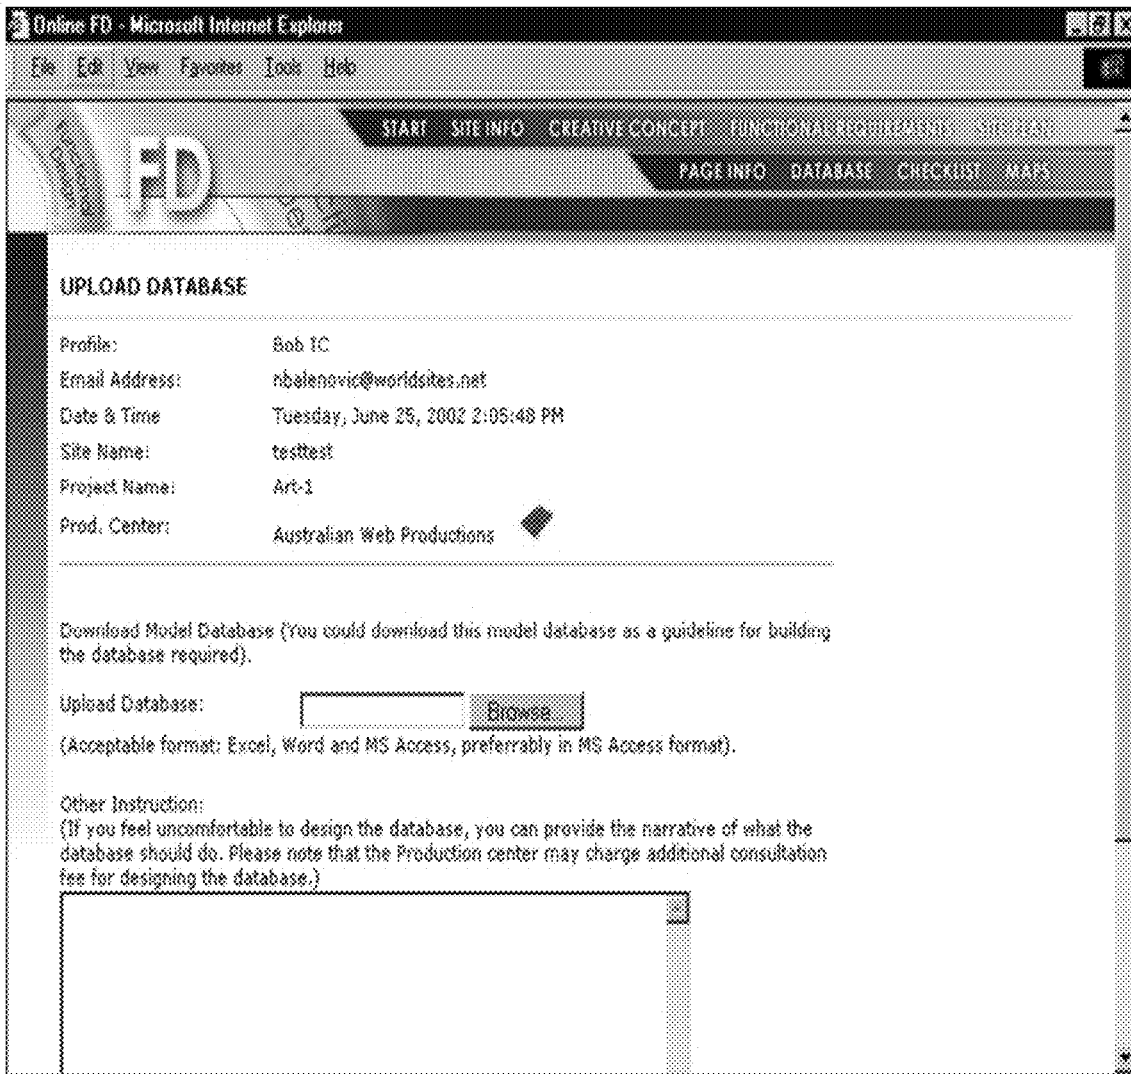 Online FD - Microsoft Internet Explorer
File Edit View Favorites Tools Help
START SITE INFO CREATIVE CONCEPT FUNCTIONAL REQUIREMENTS
FD
PAGE INFO DATABASE CHECKLIST MAPS
UPLOAD DATABASE
Profile: Bob IC
Email Address: nbalenovic@worldsites.net
Date & Time Tuesday, June 25, 2002 2:05:48 PM
Site Name: testtest
Project Name: Art-1
Prod. Center: Australian Web Productions
Download Model Database (You could download this model database as a guideline for building
the database required).
Upload Database: Browse...
(Acceptable format: Excel, Word and MS Access, preferrably in MS Access format).
Other Instruction:
(If you feel uncomfortable to design the database, you can provide the narrative of what the
database should do. Please note that the Production center may charge additional consultation
fee for designing the database.)